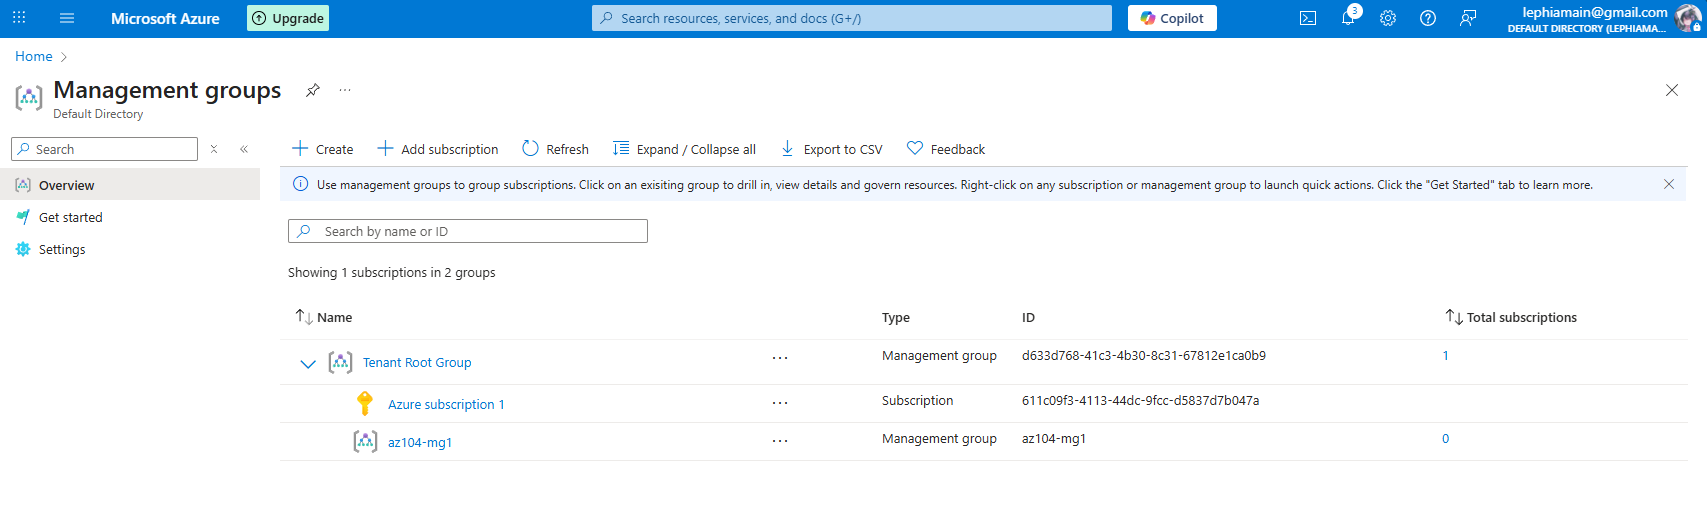 Microsoft Azure
Upgrade
Search resources, services, and docs (G+/)
Copilot
3
lephiamain@gmail.com
DEFAULT DIRECTORY (LEPHIAMA...
Home
Management groups
...
Default Directory
Search
Create
Add subscription
Refresh
Expand / Collapse all
Export to CSV
Feedback
Overview
Get started
Settings
Use management groups to group subscriptions. Click on an exisiting group to drill in, view details and govern resources. Right-click on any subscription or management group to launch quick actions. Click the "Get Started" tab to learn more.
Search by name or ID
Showing 1 subscriptions in 2 groups
Name Type ID Total subscriptions
Tenant Root Group ... Management group d633d768-41c3-4b30-8c31-67812e1ca0b9 1
Azure subscription 1 ... Subscription 611c09f3-4113-44dc-9fcc-d5837d7b047a
az104-mg1 ... Management group az104-mg1 0